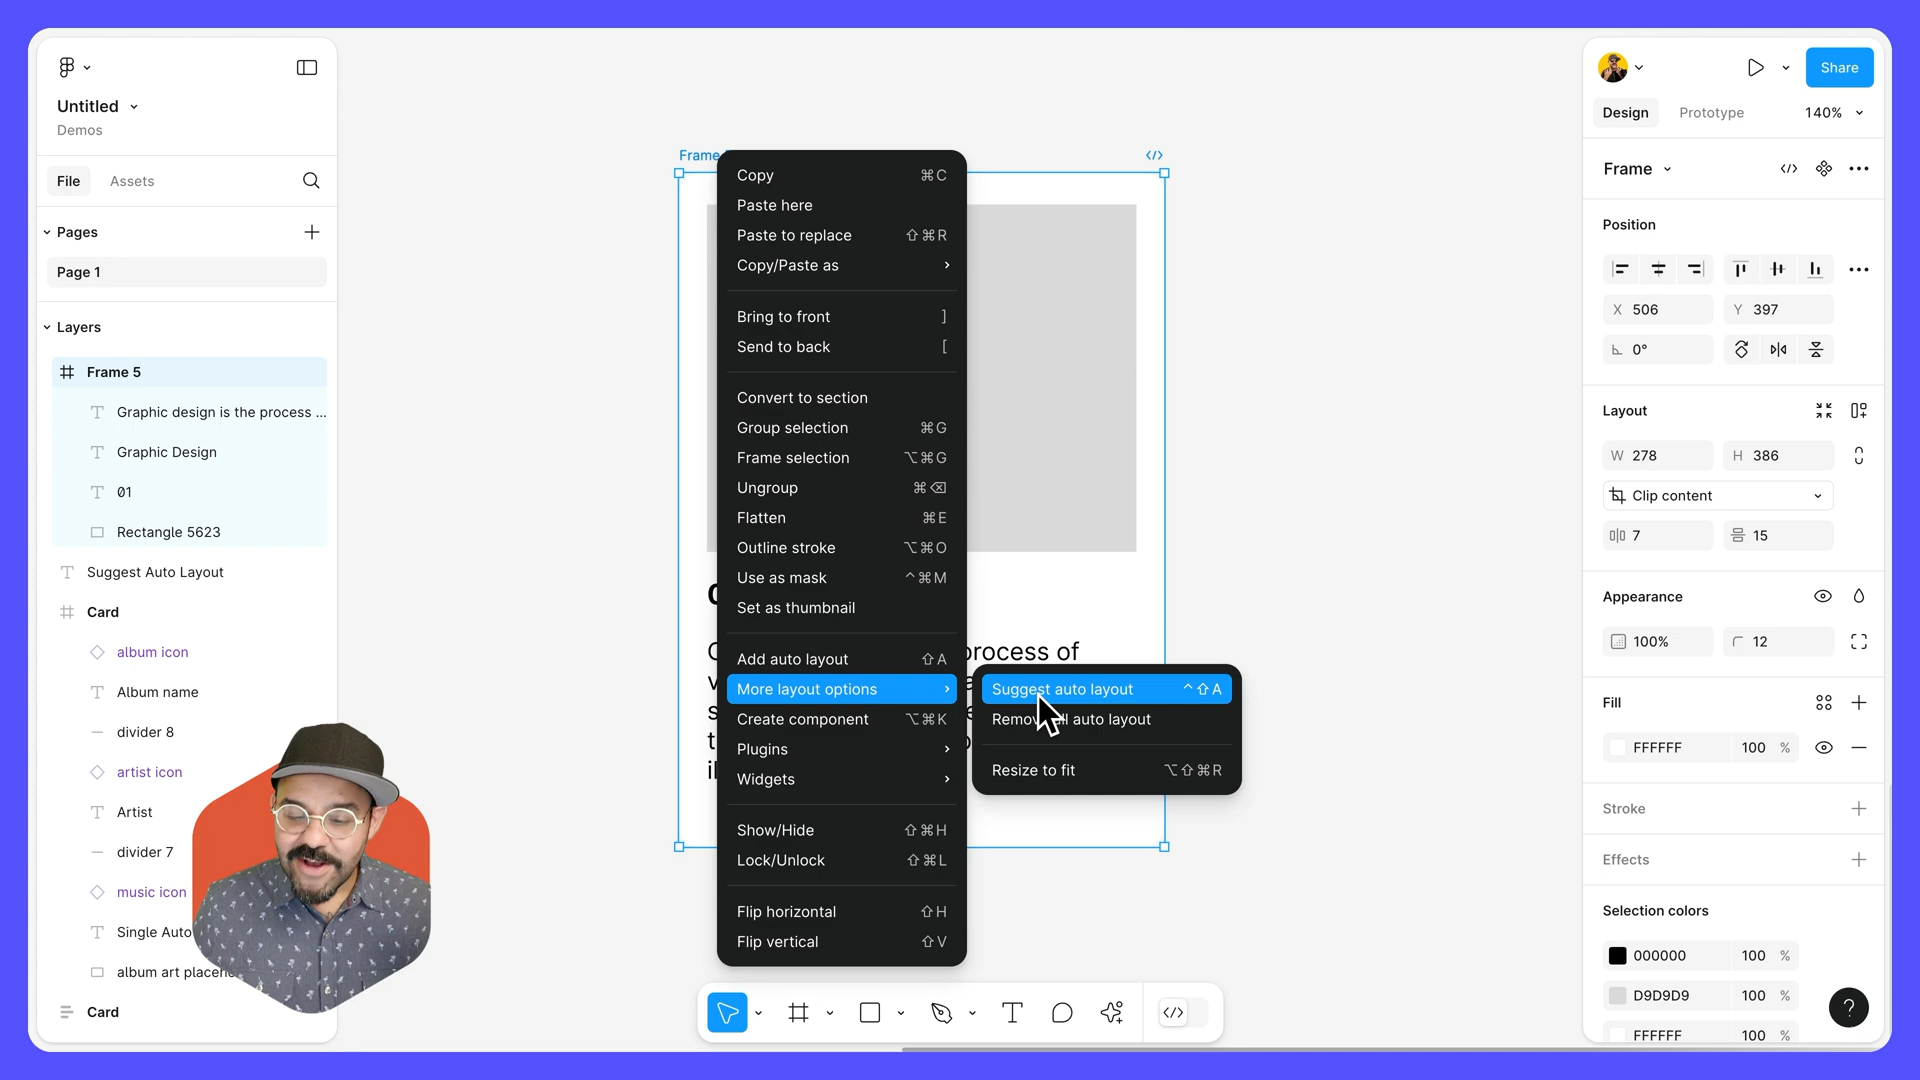 Untitled
Demos
File
Assets
Pages
Page 1
Layers
Frame 5
Graphic design is the process ...
Graphic Design
01
Rectangle 5623
Suggest Auto Layout
Card
album icon
Album name
divider 8
artist icon
Artist
divider 7
music icon
Single Auto
album art
Card
Frame
Copy ⌘C
Paste here
Paste to replace ⇧⌘R
Copy/Paste as
Bring to front ]
Send to back [
Convert to section
Group selection ⌘G
Frame selection ⌥⌘G
Ungroup ⌘⌫
Flatten ⌘E
Outline stroke ⌥⌘O
Use as mask ^⌘M
Set as thumbnail
Add auto layout ⇧A
More layout options
Create component ⌥⌘K
Plugins
Widgets
Show/Hide ⇧⌘H
Lock/Unlock ⇧⌘L
Flip horizontal ⇧H
Flip vertical ⇧V
process of
Suggest auto layout ^⇧A
auto layout
Resize to fit ⌥⇧⌘R
Share
Design
Prototype
140%
Frame
Position
X 506
Y 397
0°
Layout
W 278
H 386
Clip content
7
15
Appearance
100%
12
Fill
FFFFFF 100 %
Stroke
Effects
Selection colors
000000 100 %
D9D9D9 100 %
FFFFFF 100 %
?